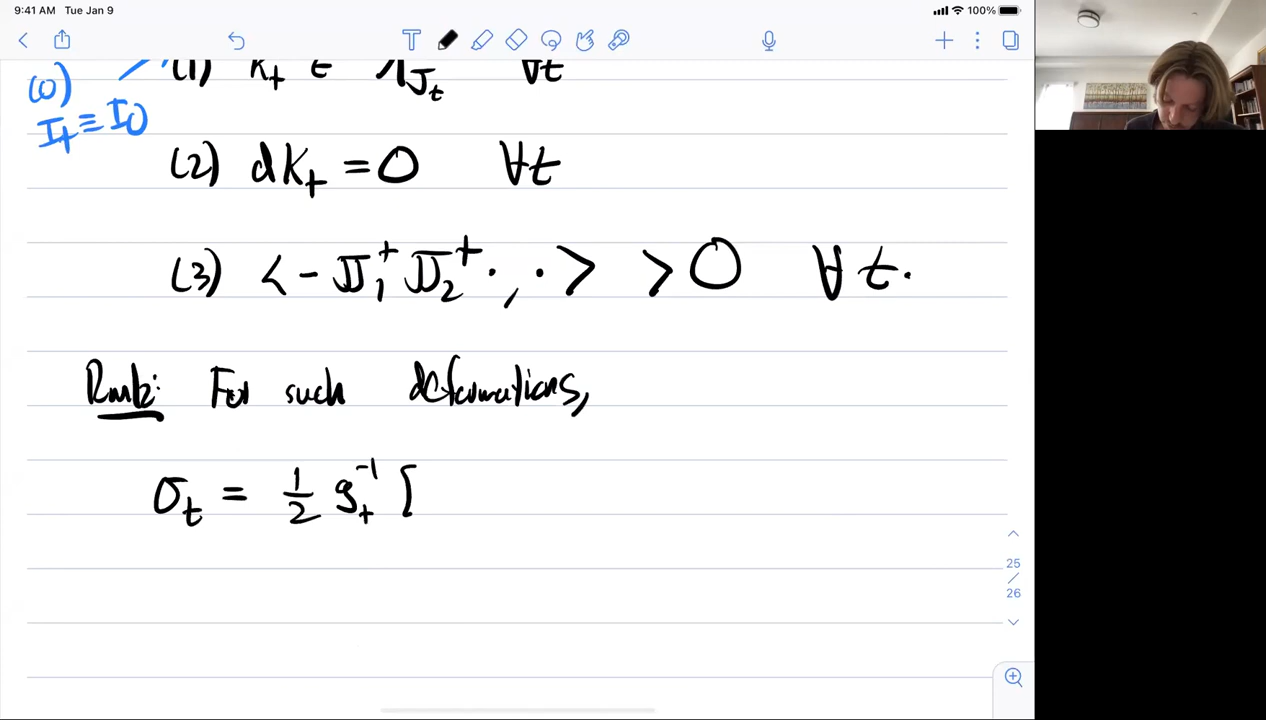 9:41 AM Tue Jan 9
100%
(0)
I_t ≡ I_0
(1) K_t ∈ Λ_{J_t} ∀t
(2) dK_t = 0 ∀t
(3) < - 𝕁_1^t 𝕁_2^t ·, · > > 0 ∀t.
Rmk: For such deformations,
σ_t = 1/2 g_t^{-1} [
25
/
26